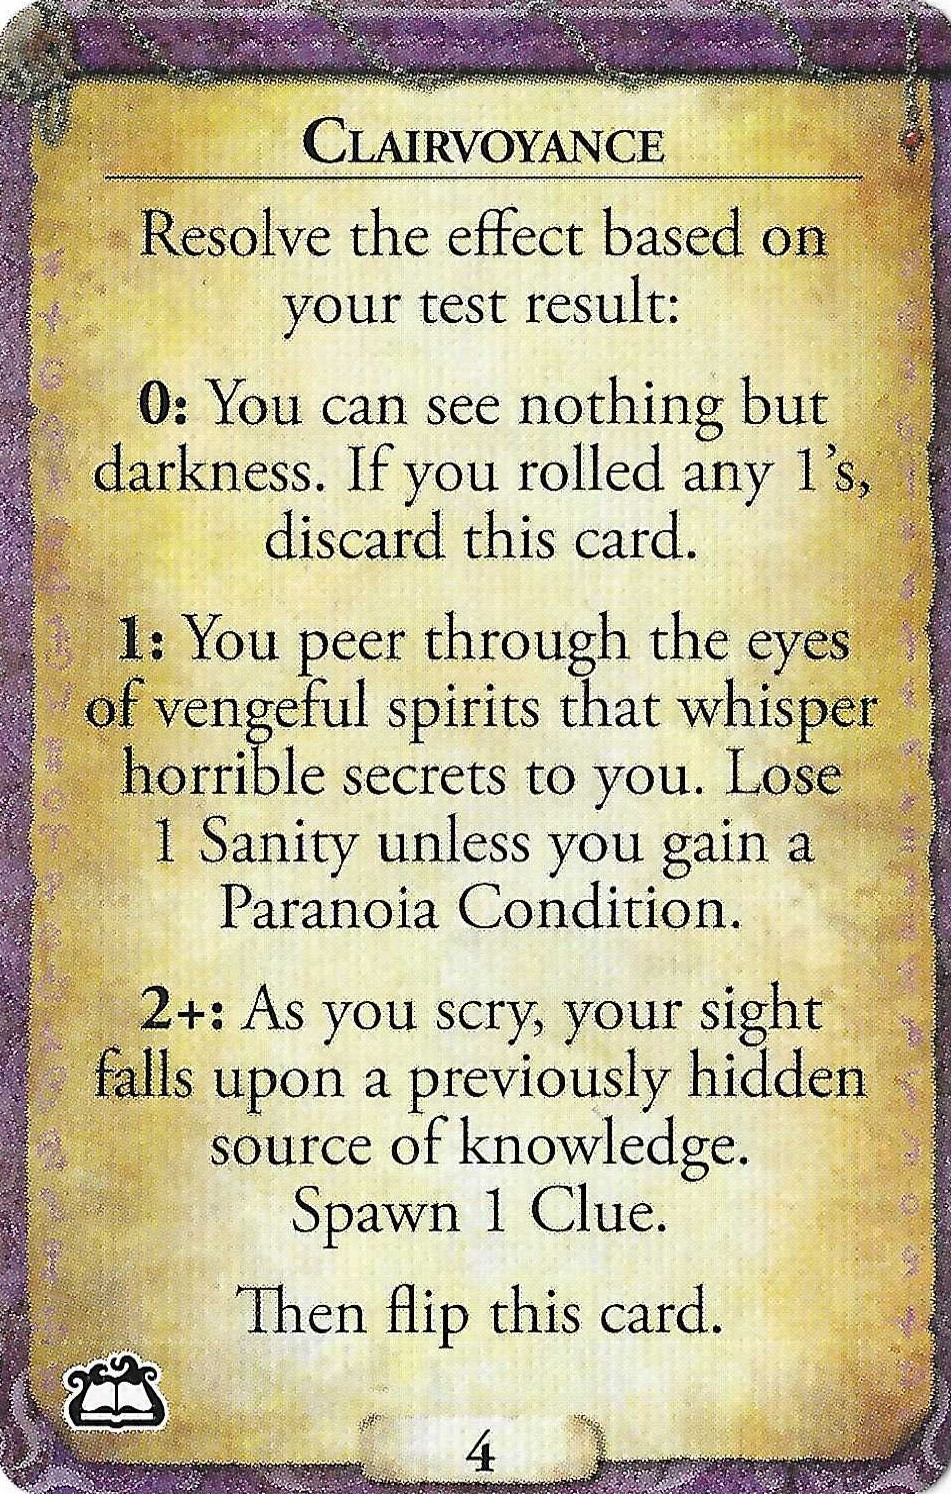 CLAIRVOYANCE
Resolve the effect based on
your test result:
0: You can see nothing but
darkness. If you rolled any 1's,
discard this card.
1: You peer through the eyes
of vengeful spirits that whisper
horrible secrets to you. Lose
1 Sanity unless you gain a
Paranoia Condition.
2+: As you scry, your sight
falls upon a previously hidden
source of knowledge.
Spawn 1 Clue.
Then flip this card.
4